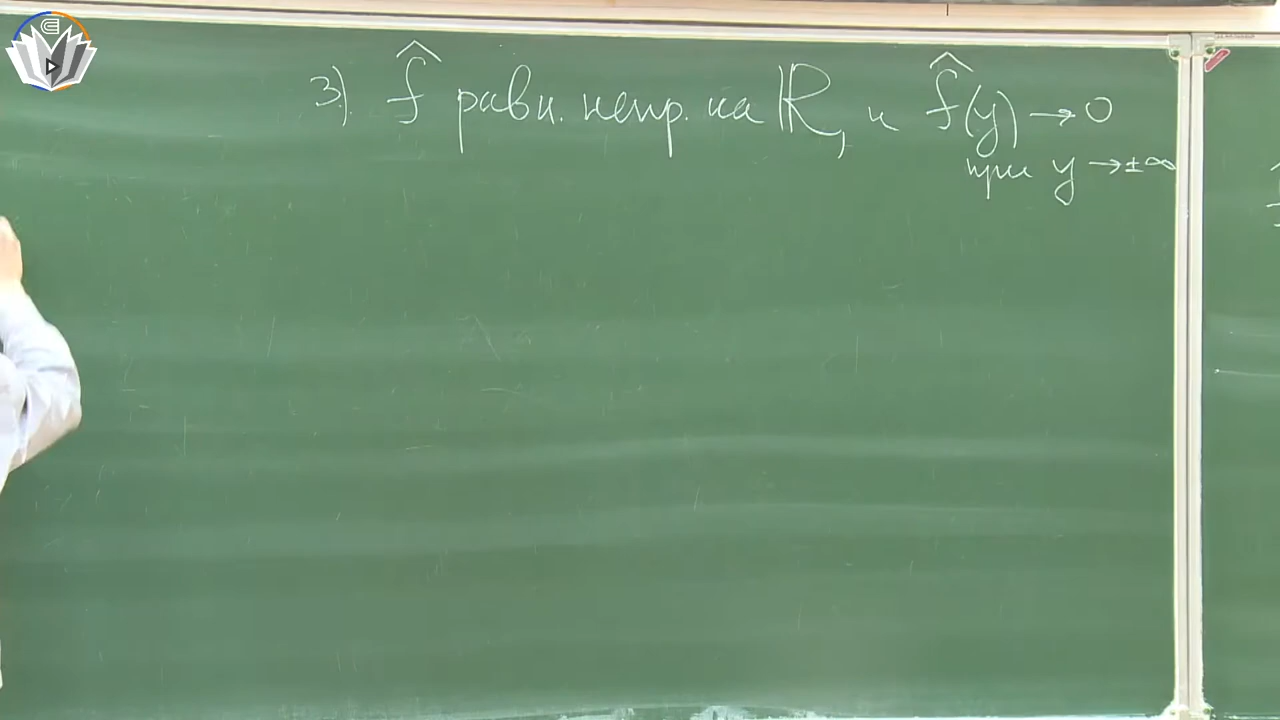 3). f̂ равн. непр. на ℝ, и f̂(y) → 0
при y → ±∞